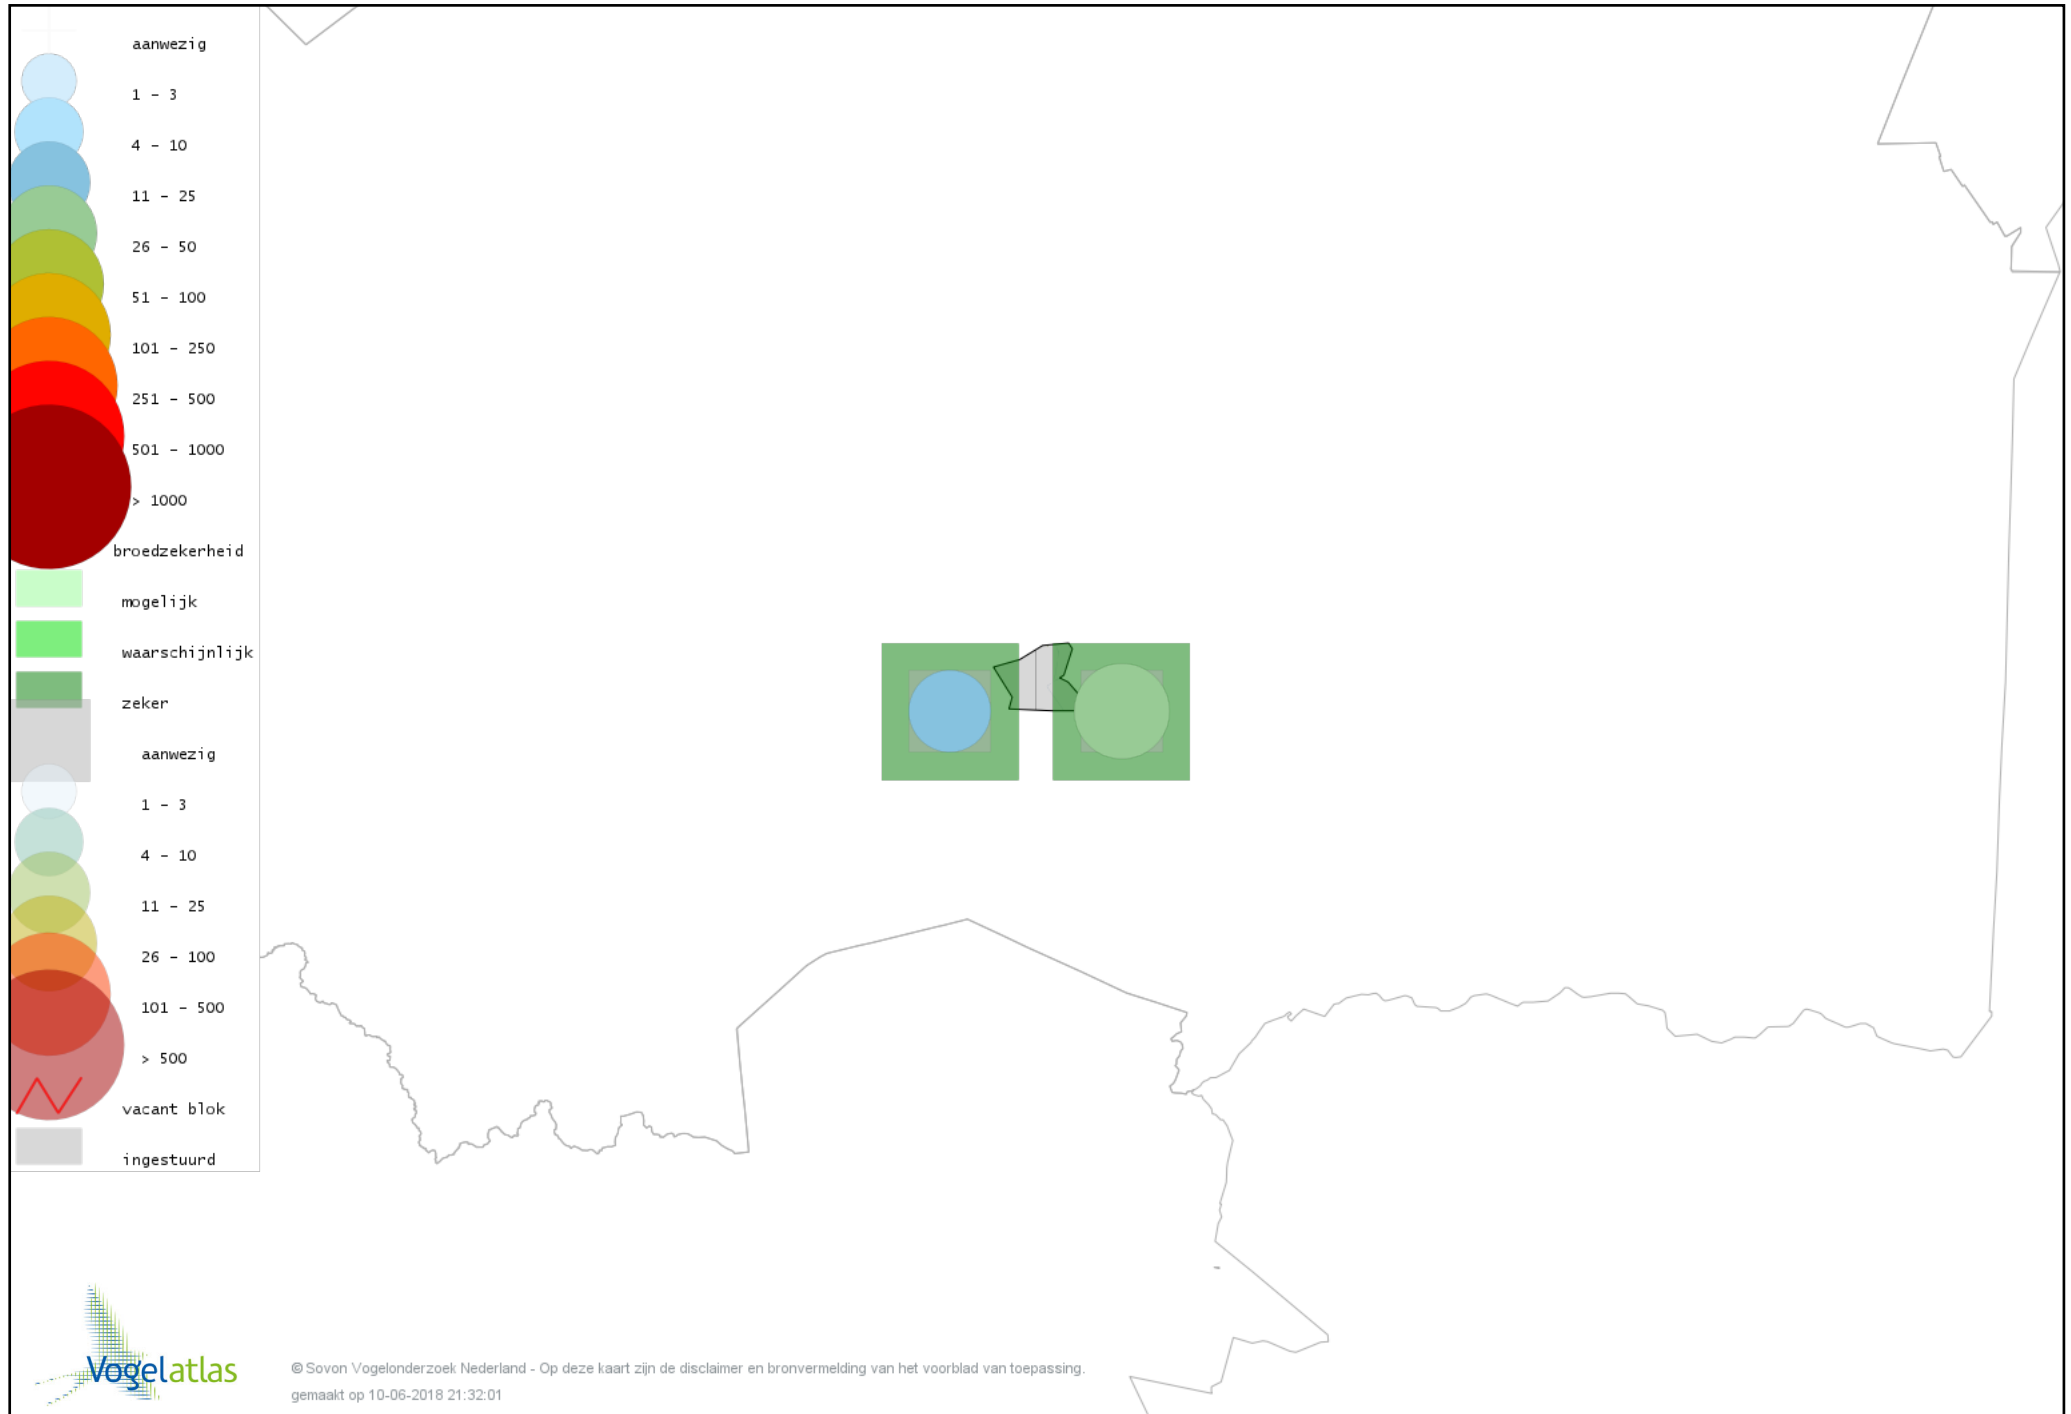 aanwezig
1 - 3
4 - 10
11 - 25
26 - 50
51 - 100
101 - 250
251 - 500
501 - 1000
> 1000
broedzekerheid
mogelijk
waarschijnlijk
zeker
aanwezig
1 - 3
4 - 10
11 - 25
26 - 100
101 - 500
> 500
vacant blok
ingestuurd
Vogelatlas
© Sovon Vogelonderzoek Nederland - Op deze kaart zijn de disclaimer en bronvermelding van het voorblad van toepassing.
gemaakt op 10-06-2018 21:32:01